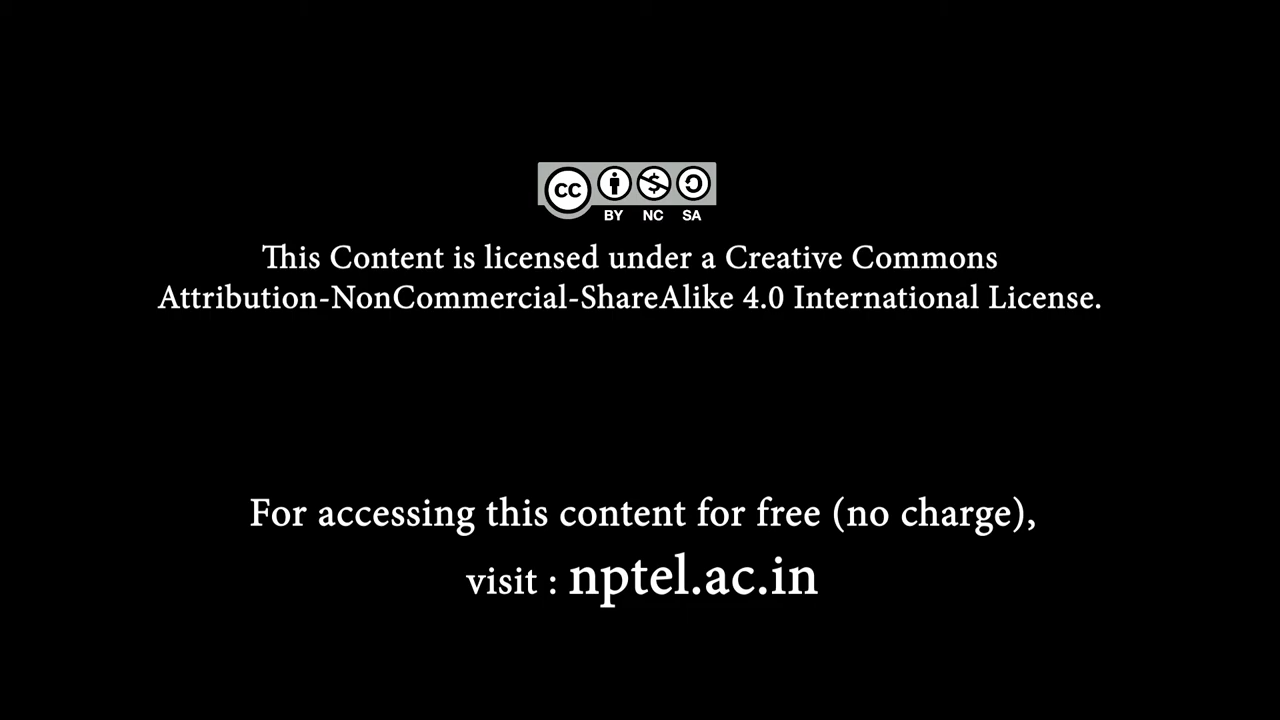 cc
BY NC SA
This Content is licensed under a Creative Commons
Attribution-NonCommercial-ShareAlike 4.0 International License.
For accessing this content for free (no charge),
visit : nptel.ac.in